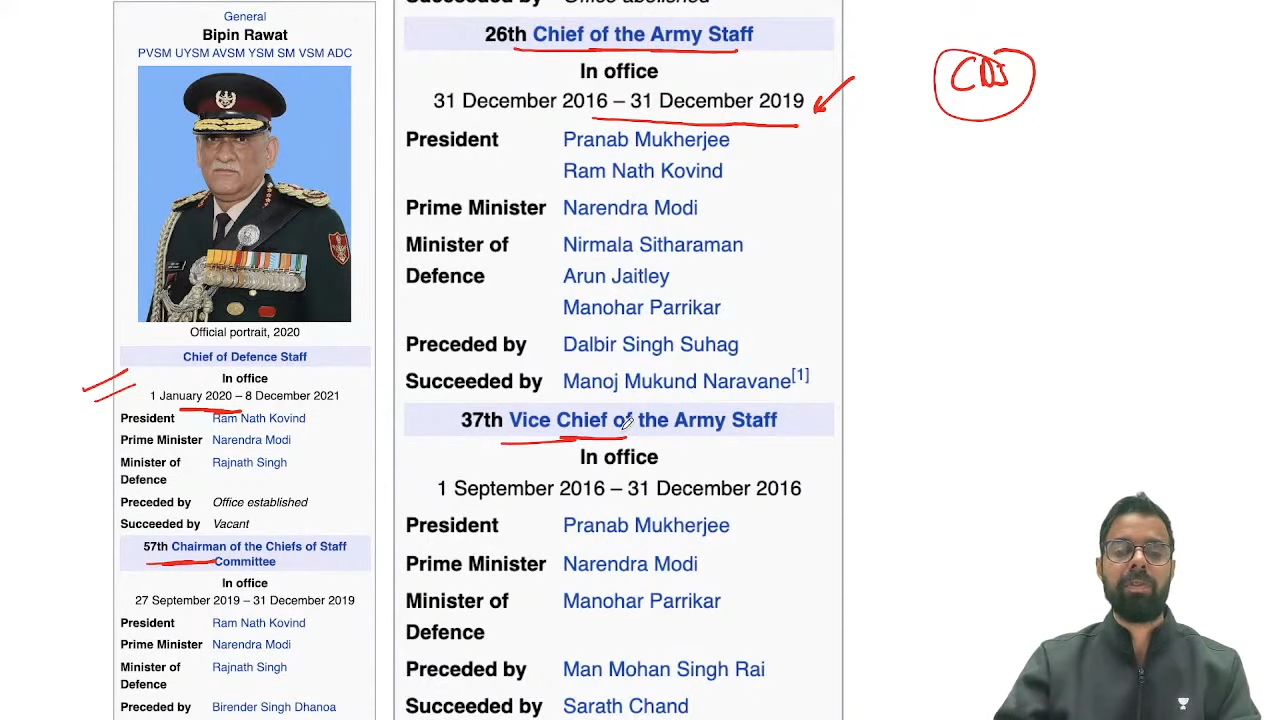 General
Bipin Rawat
PVSM UYSM AVSM YSM SM VSM ADC
Official portrait, 2020
Chief of Defence Staff
In office
1 January 2020 – 8 December 2021
President Ram Nath Kovind
Prime Minister Narendra Modi
Minister of Rajnath Singh
Defence
Preceded by Office established
Succeeded by Vacant
57th Chairman of the Chiefs of Staff
Committee
In office
27 September 2019 – 31 December 2019
President Ram Nath Kovind
Prime Minister Narendra Modi
Minister of Rajnath Singh
Defence
Preceded by Birender Singh Dhanoa
Succeeded by Office abolished
26th Chief of the Army Staff
In office
31 December 2016 – 31 December 2019
President Pranab Mukherjee
Ram Nath Kovind
Prime Minister Narendra Modi
Minister of Nirmala Sitharaman
Defence Arun Jaitley
Manohar Parrikar
Preceded by Dalbir Singh Suhag
Succeeded by Manoj Mukund Naravane[1]
37th Vice Chief of the Army Staff
In office
1 September 2016 – 31 December 2016
President Pranab Mukherjee
Prime Minister Narendra Modi
Minister of Manohar Parrikar
Defence
Preceded by Man Mohan Singh Rai
Succeeded by Sarath Chand
CDS